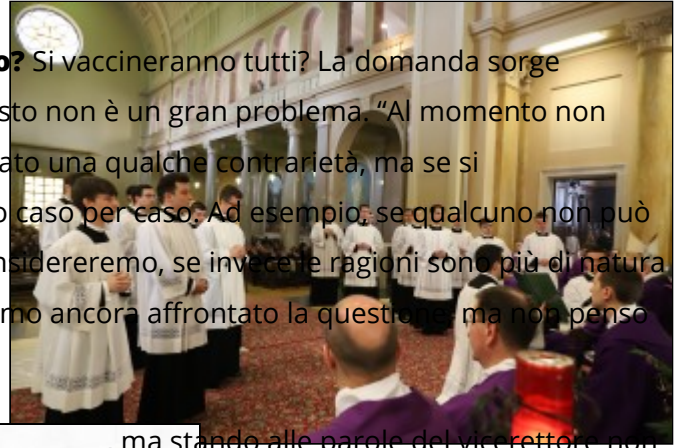 o? Si vaccineranno tutti? La domanda sorge
sto non è un gran problema. “Al momento non
ato una qualche contrarietà, ma se si
o caso per caso. Ad esempio, se qualcuno non può
nsidereremo, se invece le ragioni sono più di natura
mo ancora affrontato la questione, ma non penso
ma stando alle parole del vicerettore non